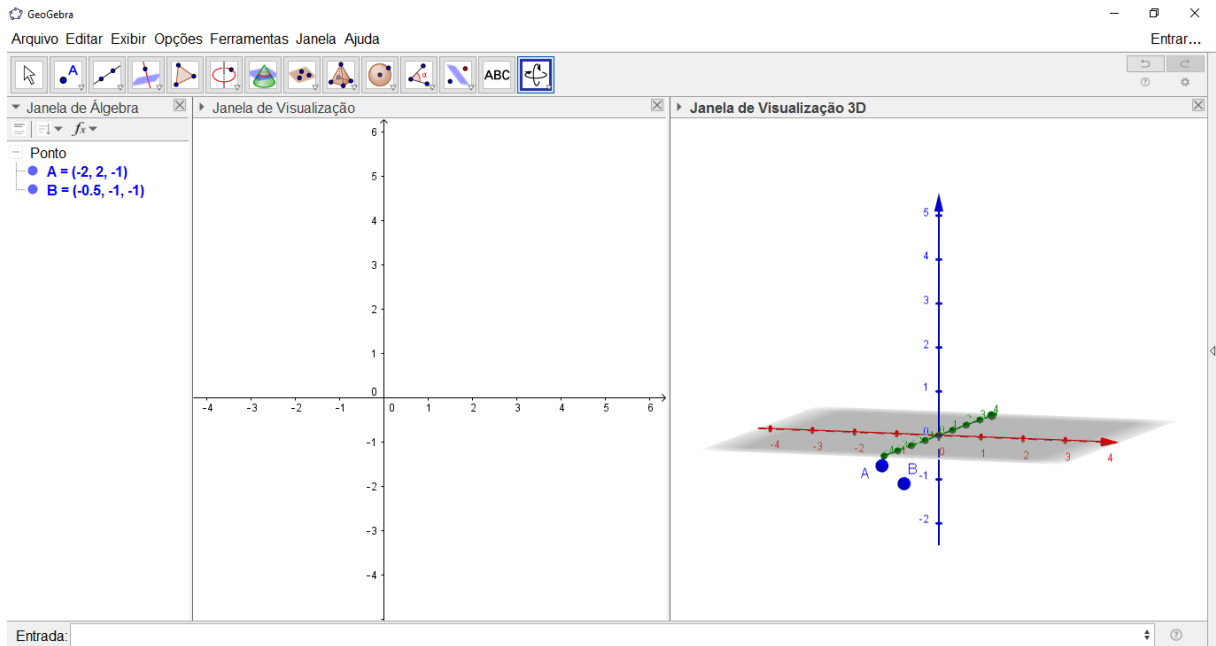 GeoGebra
Arquivo Editar Exibir Opções Ferramentas Janela Ajuda
Entrar...
ABC
Janela de Álgebra
Janela de Visualização
Janela de Visualização 3D
Ponto
A = (-2, 2, -1)
B = (-0.5, -1, -1)
6
5
4
3
2
1
0
-4 -3 -2 -1 0 1 2 3 4 5 6
-1
-2
-3
-4
5
4
3
2
1
0
-4 -3 -2 0 1 2 3 4
A
B
-1
-2
Entrada: